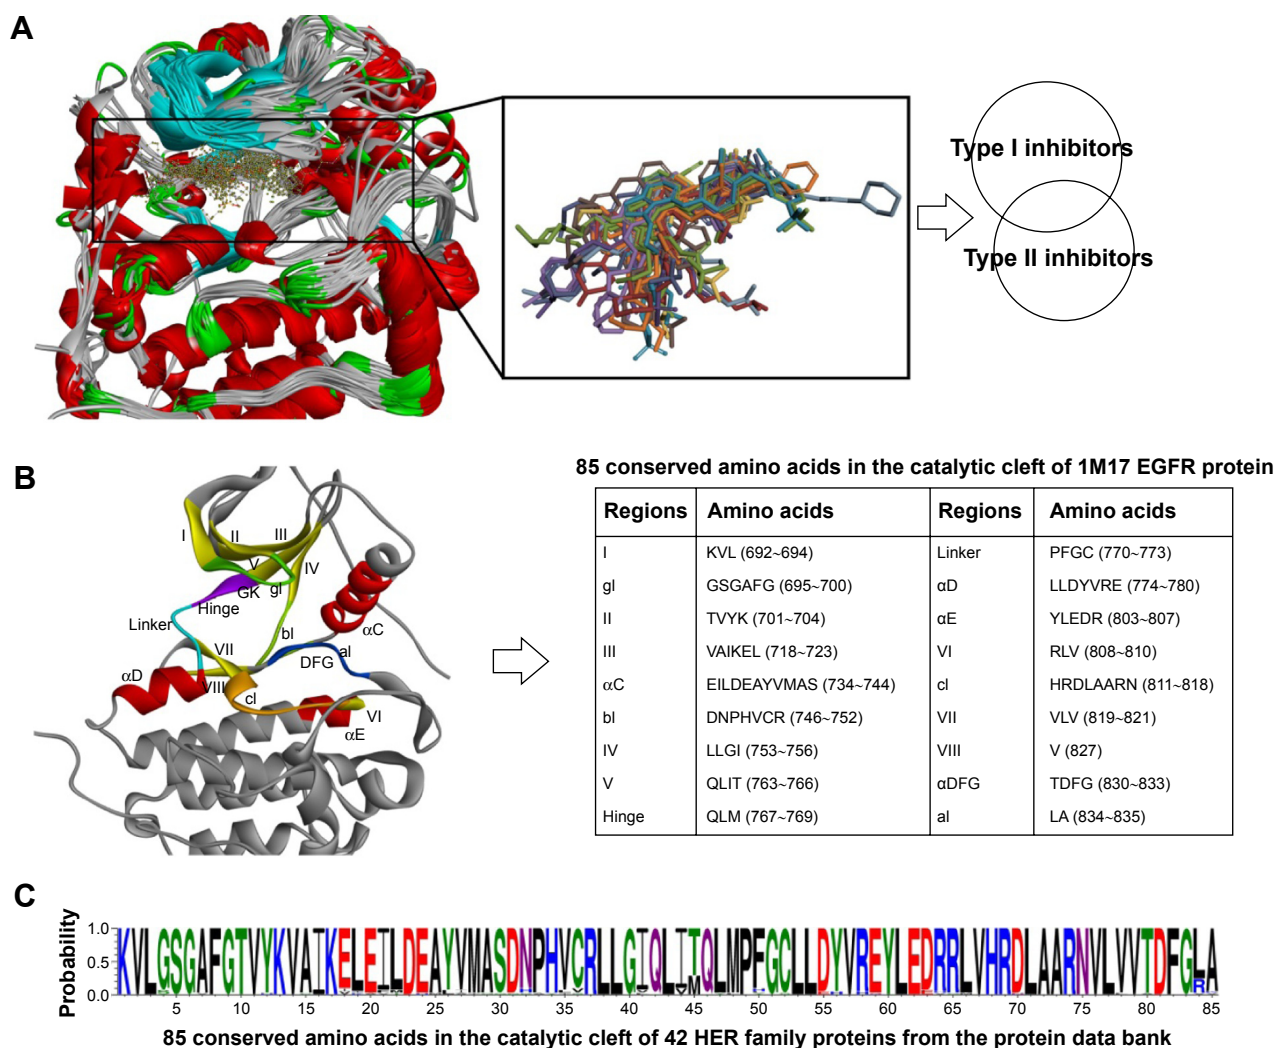 A
Type I inhibitors
Type II inhibitors
B
I
II
III
V
IV
GK
gl
Hinge
Linker
bl
αC
VII
DFG
al
αD
VIII
cl
VI
αE
85 conserved amino acids in the catalytic cleft of 1M17 EGFR protein
Regions Amino acids Regions Amino acids
I KVL (692~694) Linker PFGC (770~773)
gl GSGAFG (695~700) αD LLDYVRE (774~780)
II TVYK (701~704) αE YLEDR (803~807)
III VAIKEL (718~723) VI RLV (808~810)
αC EILDEAYVMAS (734~744) cl HRDLAARN (811~818)
bl DNPHVCR (746~752) VII VLV (819~821)
IV LLGI (753~756) VIII V (827)
V QLIT (763~766) αDFG TDFG (830~833)
Hinge QLM (767~769) al LA (834~835)
C
Probability
1.0
0.5
0.0
KVLGSGAFGTVYKVAIKELEILDEAYVMASDNPHVCRLLGIQLITQLMPFGCLLDYVREYLEDRRLVHRDLAARNVLVVTDFGLA
5 10 15 20 25 30 35 40 45 50 55 60 65 70 75 80 85
85 conserved amino acids in the catalytic cleft of 42 HER family proteins from the protein data bank